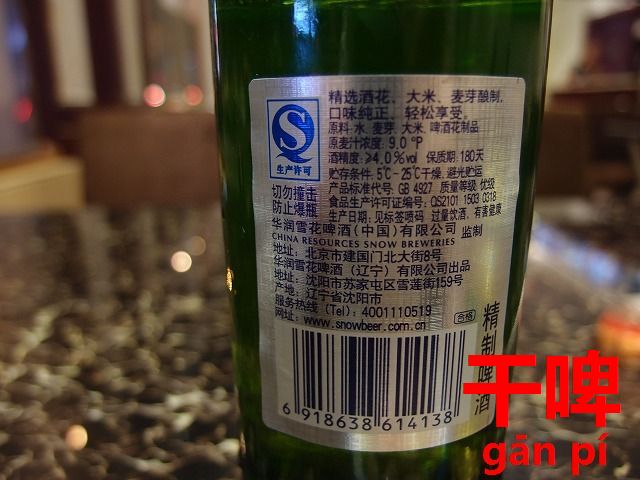 精选酒花、大米、麦芽酿制,
口味纯正、轻松享受。
原料: 水、麦芽、大米、啤酒花制品
原麦汁浓度: 9.0°P
酒精度: ≥4.0%vol 保质期: 180天
贮存条件: 5℃-25℃干燥、避光贮运
产品标准代号: GB 4927 质量等级: 优级
食品生产许可证编号: QS2101 1503 0318
生产日期: 见标签喷码 过量饮酒、有害健康
生产许可
切勿撞击
防止爆瓶
华润雪花啤酒(中国)有限公司 监制
CHINA RESOURCES SNOW BREWERIES
地址: 北京市建国门北大街8号
华润雪花啤酒(辽宁)有限公司出品
地址: 沈阳市苏家屯区雪莲街159号
产地: 辽宁省沈阳市
服务热线(Tel): 4001110519
网址: www.snowbeer.com.cn
合格
精制啤酒
6 918638 614138
干啤
gān pí